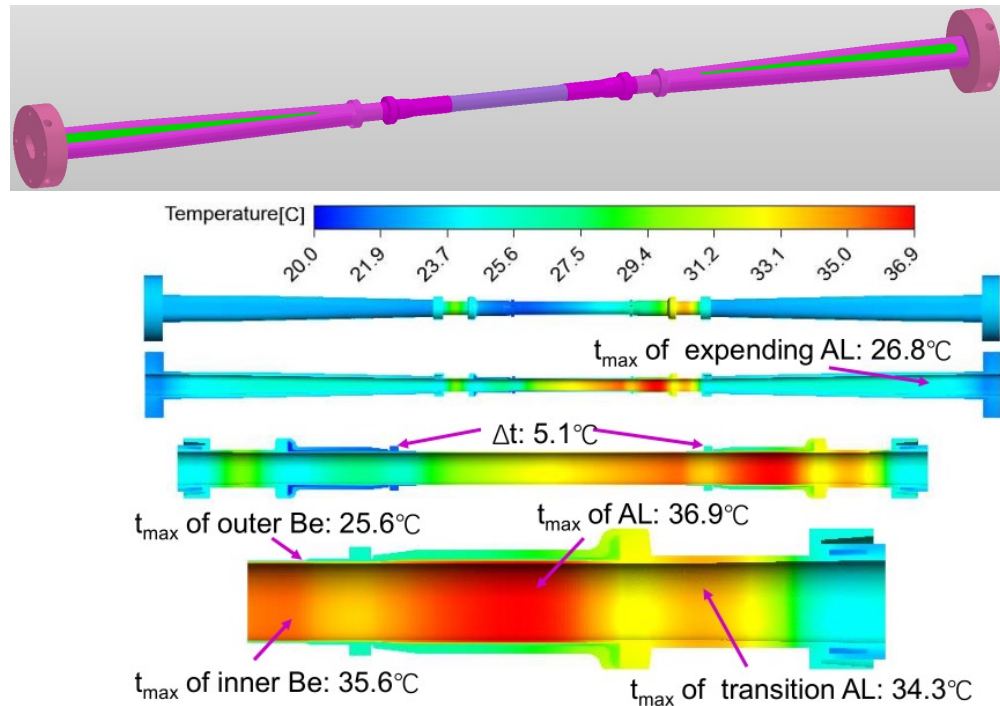 Temperature[C]
20.0 21.9 23.7 25.6 27.5 29.4 31.2 33.1 35.0 36.9
tmax of expending AL: 26.8℃
Δt: 5.1℃
tmax of outer Be: 25.6℃
tmax of AL: 36.9℃
tmax of inner Be: 35.6℃
tmax of transition AL: 34.3℃